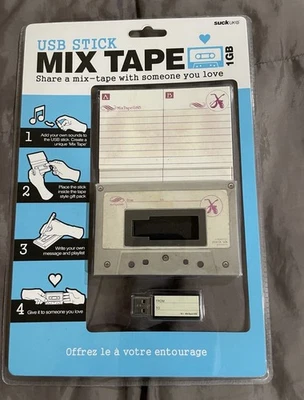 suck UK
USB STICK
MIX TAPE
1GB
Share a mix-tape with someone you love
1
Add your own sounds to
the USB stick. Create a
unique 'Mix Tape'
2
Place the
stick
inside the
tape
style gift pack
3
Write your own
message and playlist
4
Give it to someone you love
A
B
Offrez le à votre entourage